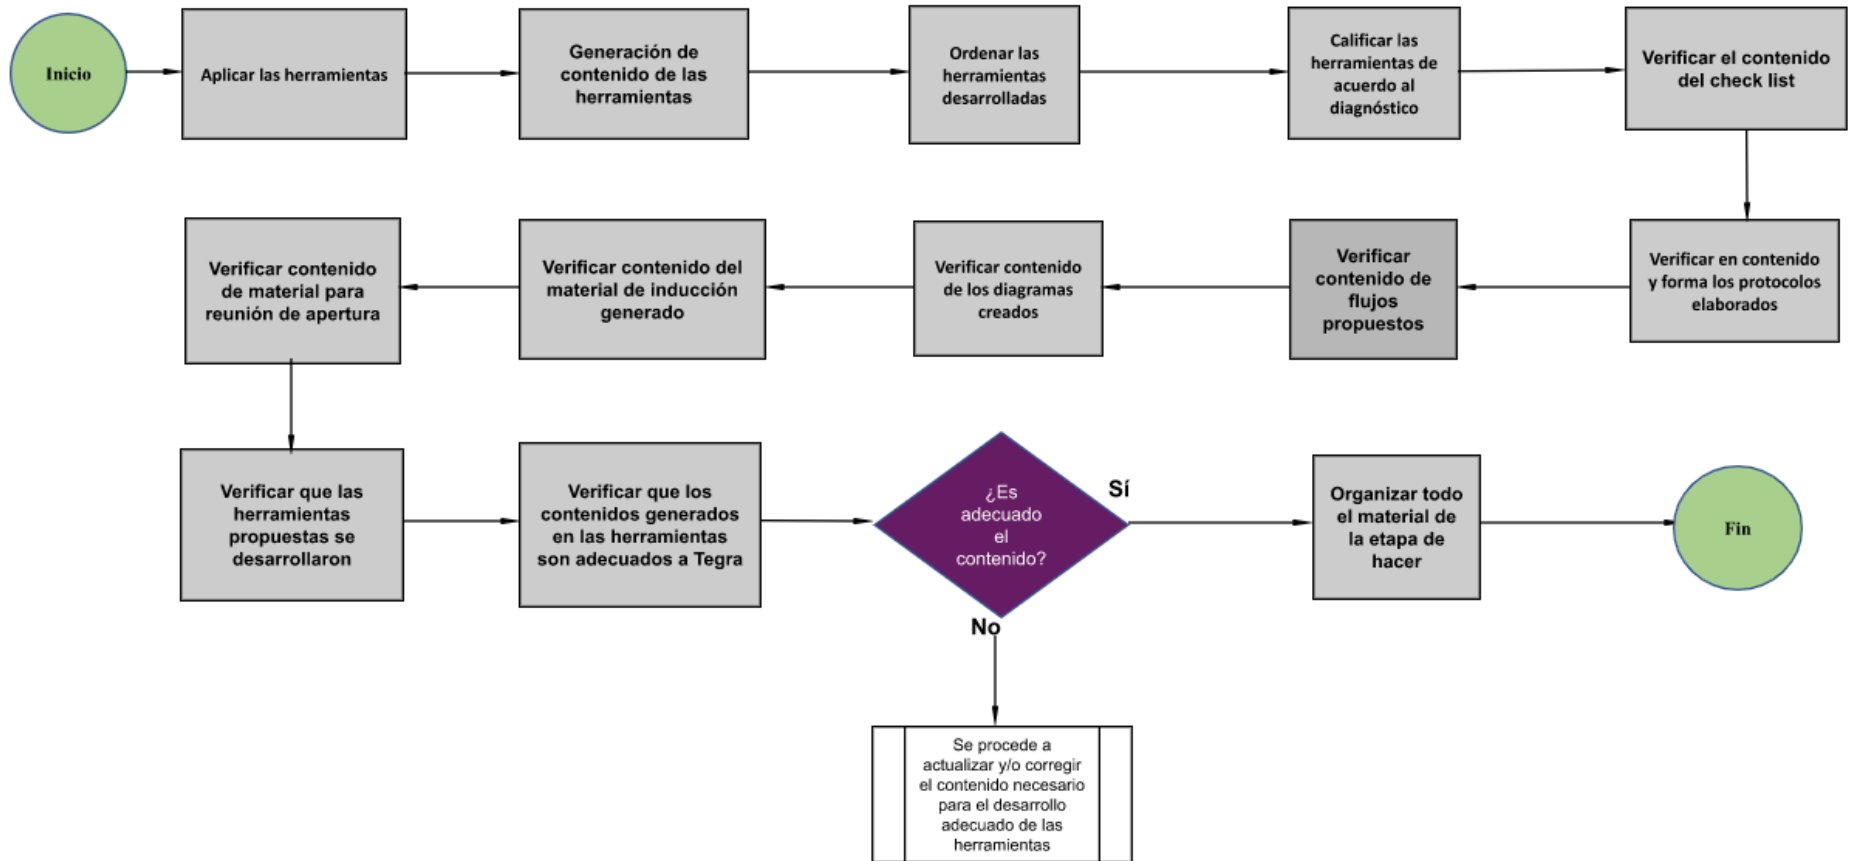 Inicio
Aplicar las herramientas
Generación de
contenido de las
herramientas
Ordenar las
herramientas
desarrolladas
Calificar las
herramientas de
acuerdo al
diagnóstico
Verificar el contenido
del check list
Verificar en contenido
y forma los protocolos
elaborados
Verificar
contenido de
flujos
propuestos
Verificar contenido
de los diagramas
creados
Verificar contenido del
material de inducción
generado
Verificar contenido
de material para
reunión de apertura
Verificar que las
herramientas
propuestas se
desarrollaron
Verificar que los
contenidos generados
en las herramientas
son adecuados a Tegra
¿Es
adecuado
el
contenido?
Sí
Organizar todo
el material de
la etapa de
hacer
Fin
No
Se procede a
actualizar y/o corregir
el contenido necesario
para el desarrollo
adecuado de las
herramientas